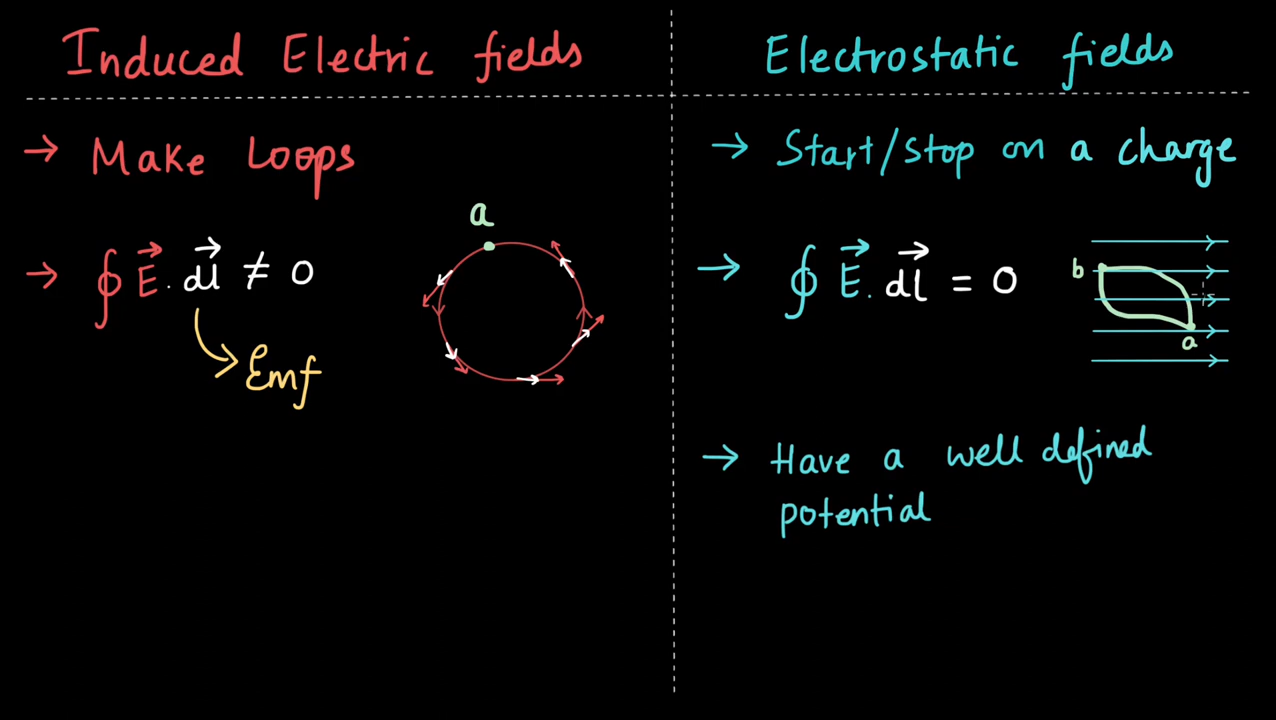 Induced Electric fields
→ Make Loops
a
→ ∮ E⃗ . dl⃗ ≠ 0
Emf
Electrostatic fields
→ Start/stop on a charge
→ ∮ E⃗ . dl⃗ = 0
b
a
→ Have a well defined
potential